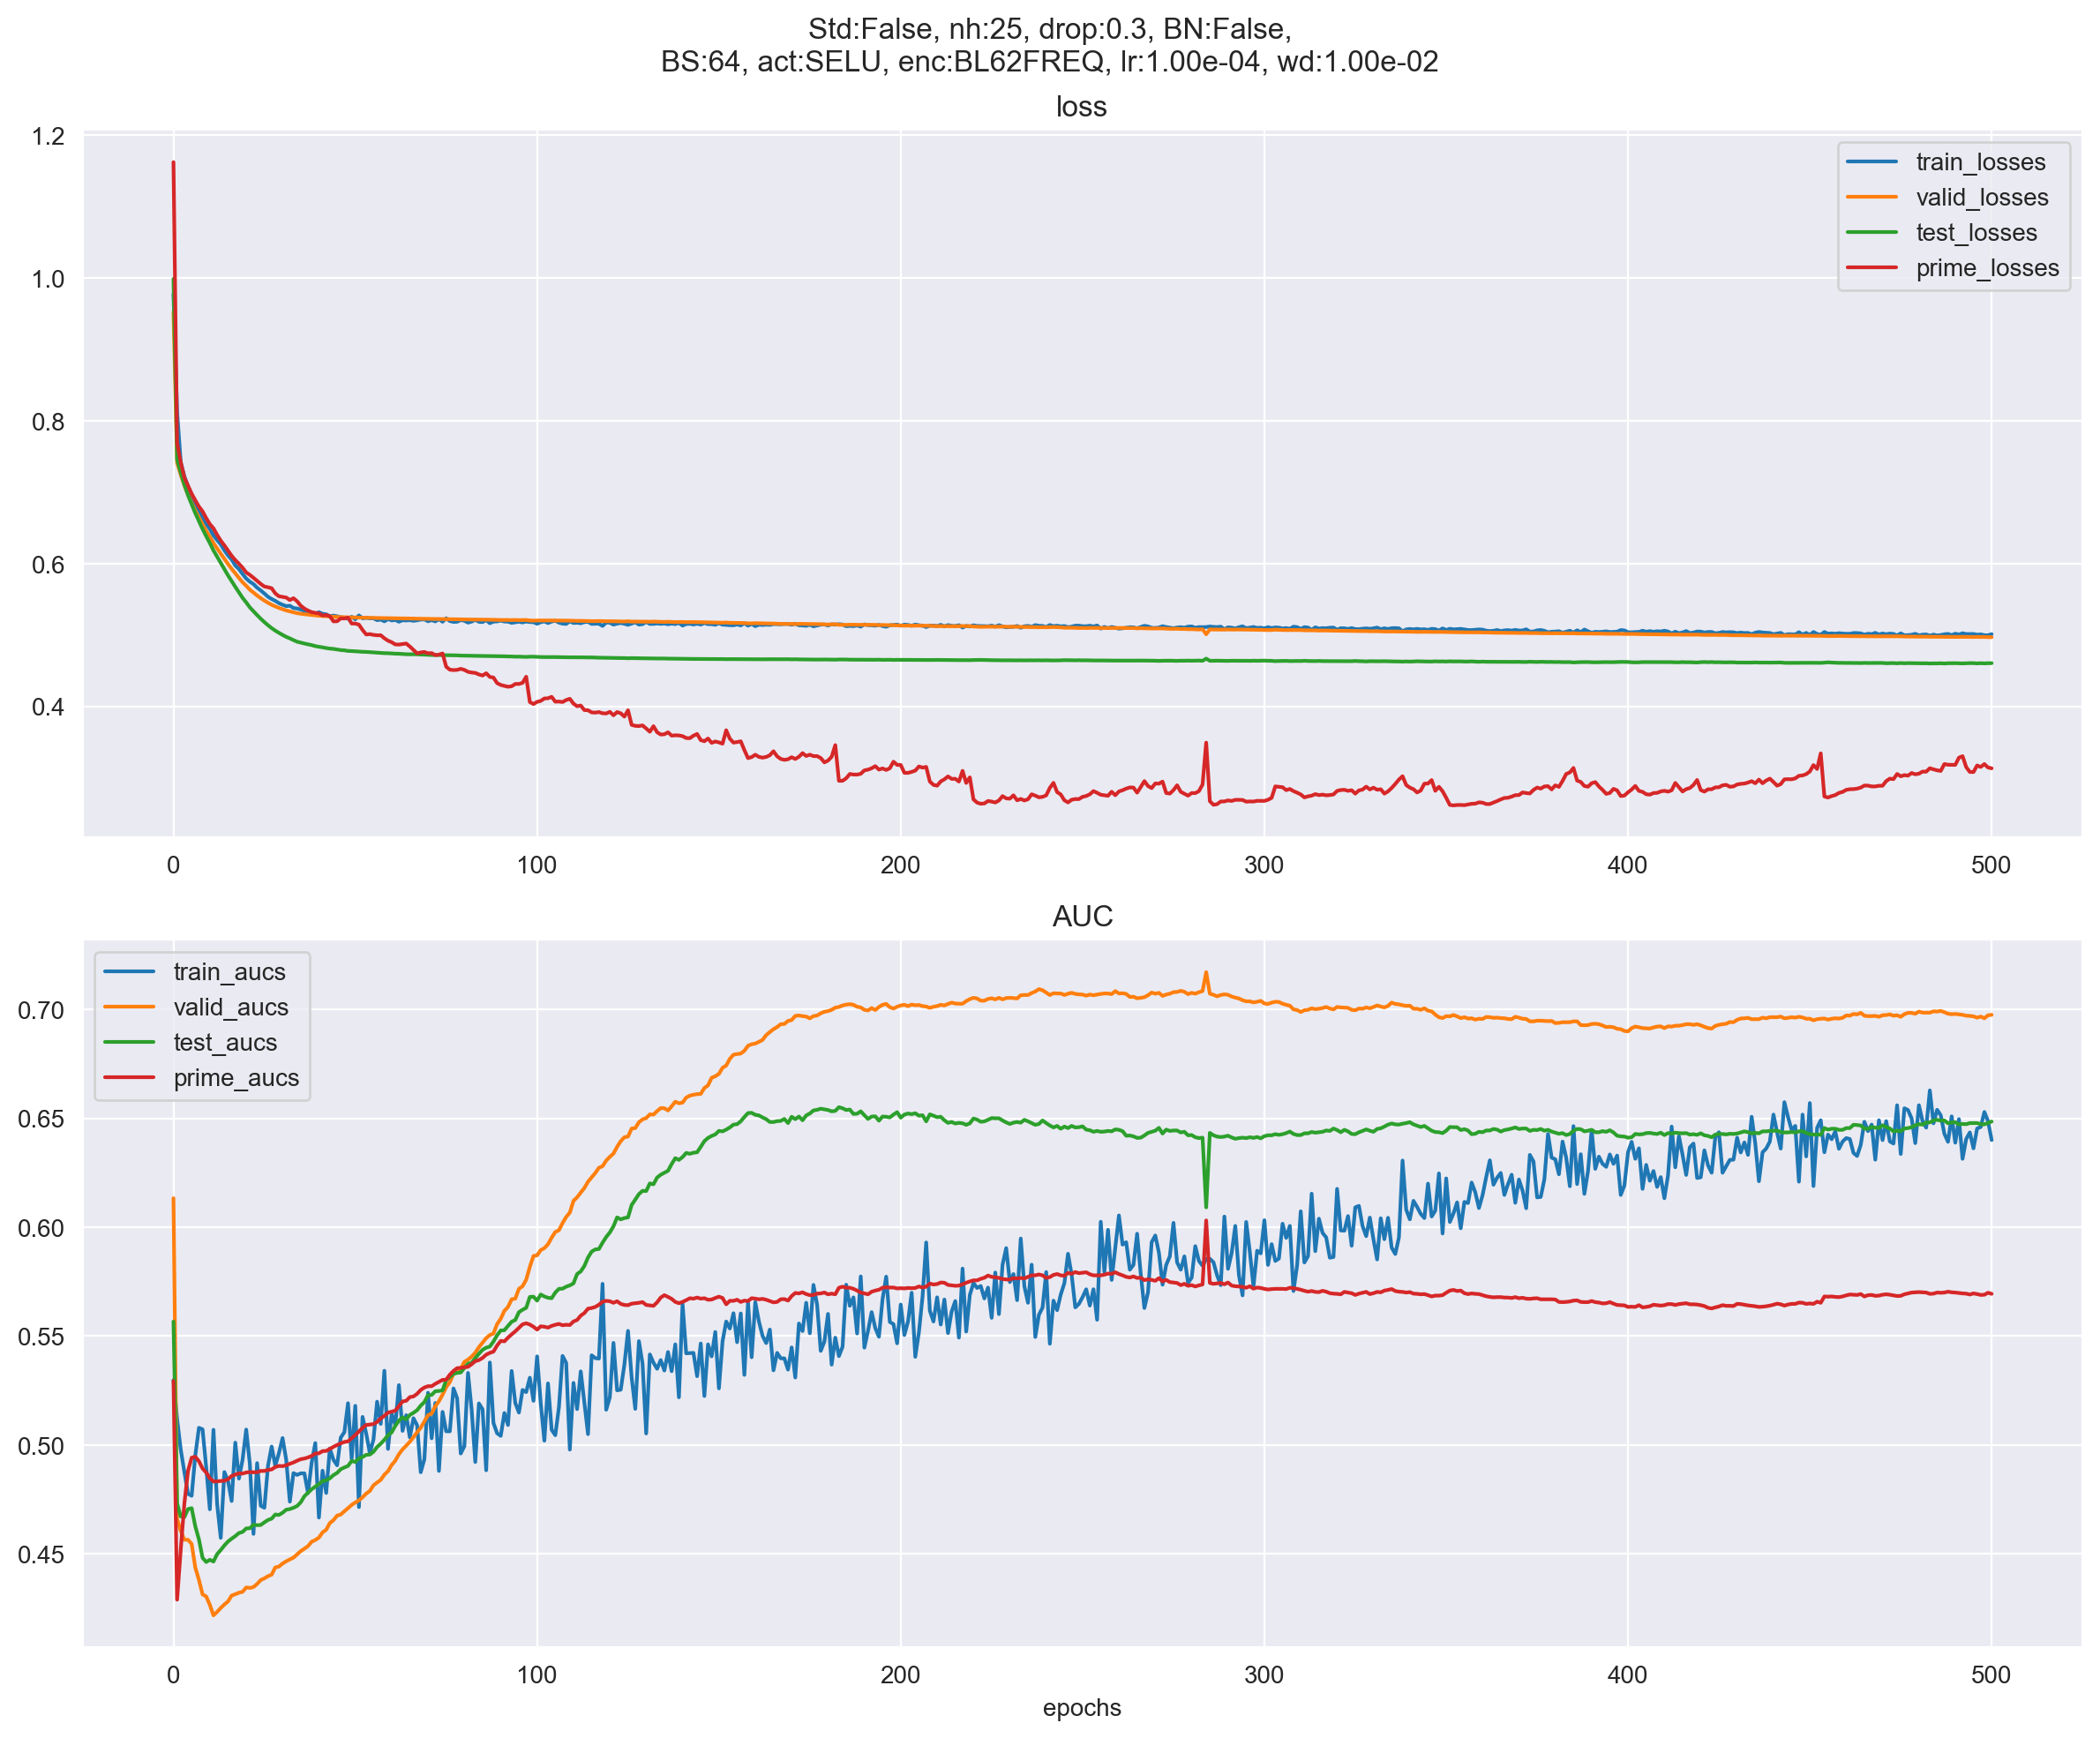 Std:False, nh:25, drop:0.3, BN:False,
BS:64, act:SELU, enc:BL62FREQ, lr:1.00e-04, wd:1.00e-02
loss
1.2
1.0
0.8
0.6
0.4
train_losses
valid_losses
test_losses
prime_losses
0 100 200 300 400 500
AUC
0.70
0.65
0.60
0.55
0.50
0.45
train_aucs
valid_aucs
test_aucs
prime_aucs
0 100 200 300 400 500
epochs